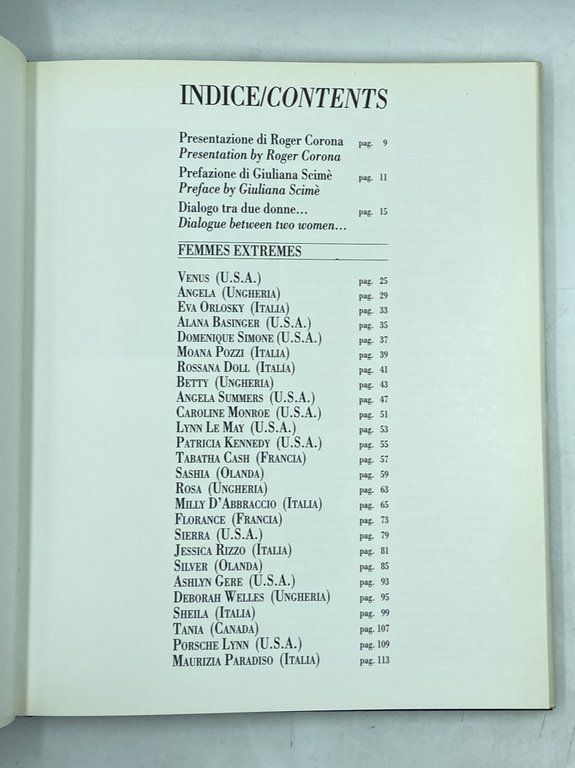 INDICE/CONTENTS
Presentazione di Roger Corona pag. 9
Presentation by Roger Corona
Prefazione di Giuliana Scimè pag. 11
Preface by Giuliana Scimè
Dialogo tra due donne... pag. 15
Dialogue between two women...
FEMMES EXTREMES
VENUS (U.S.A.) pag. 25
ANGELA (UNGHERIA) pag. 29
EVA ORLOSKY (ITALIA) pag. 33
ALANA BASINGER (U.S.A.) pag. 35
DOMENIQUE SIMONE (U.S.A.) pag. 37
MOANA POZZI (ITALIA) pag. 39
ROSSANA DOLL (ITALIA) pag. 41
BETTY (UNGHERIA) pag. 43
ANGELA SUMMERS (U.S.A.) pag. 47
CAROLINE MONROE (U.S.A.) pag. 51
LYNN LE MAY (U.S.A.) pag. 53
PATRICIA KENNEDY (U.S.A.) pag. 55
TABATHA CASH (FRANCIA) pag. 57
SASHIA (OLANDA) pag. 59
ROSA (UNGHERIA) pag. 63
MILLY D'ABBRACCIO (ITALIA) pag. 65
FLORANCE (FRANCIA) pag. 73
SIERRA (U.S.A.) pag. 79
JESSICA RIZZO (ITALIA) pag. 81
SILVER (OLANDA) pag. 85
ASHLYN GERE (U.S.A.) pag. 93
DEBORAH WELLES (UNGHERIA) pag. 95
SHEILA (ITALIA) pag. 99
TANIA (CANADA) pag. 107
PORSCHE LYNN (U.S.A.) pag. 109
MAURIZIA PARADISO (ITALIA) pag. 113